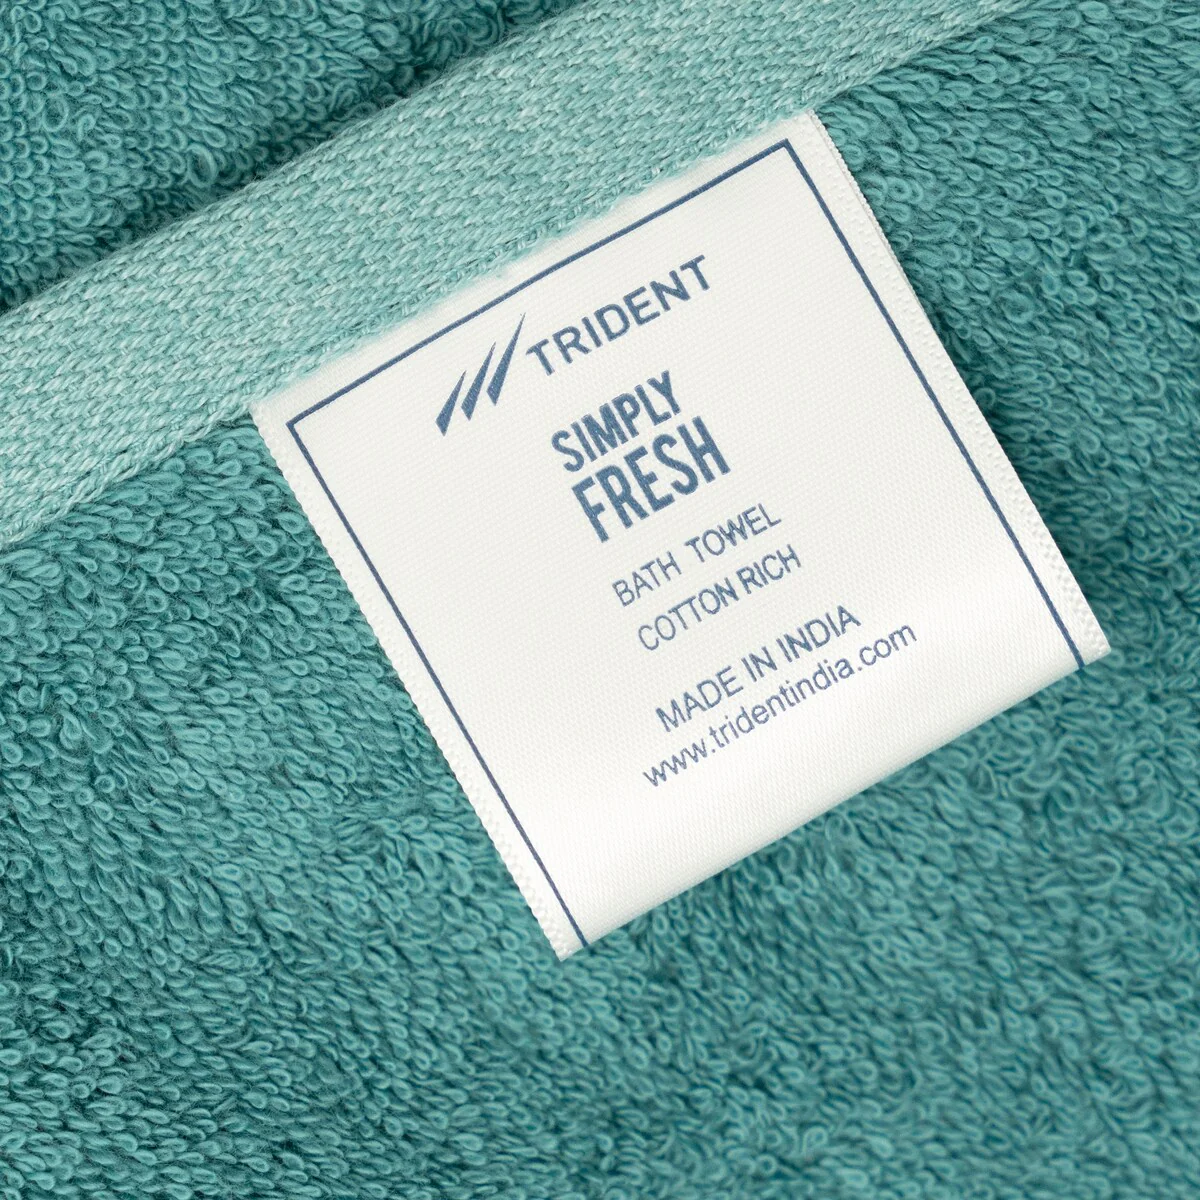 TRIDENT
SIMPLY
FRESH
BATH TOWEL
COTTON RICH
MADE IN INDIA
www.tridentindia.com